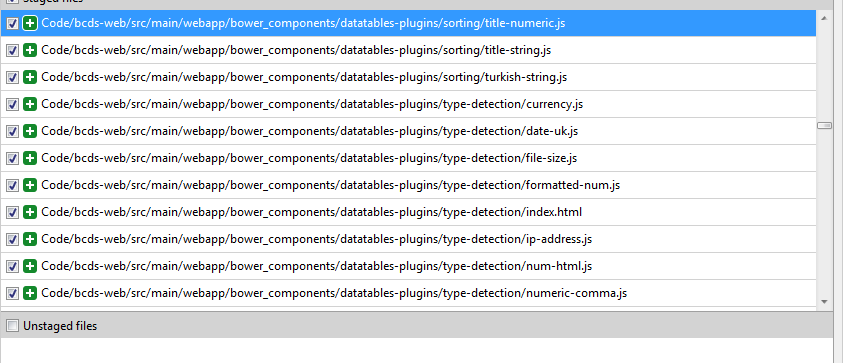 Staged files
Code/bcds-web/src/main/webapp/bower_components/datatables-plugins/sorting/title-numeric.js
Code/bcds-web/src/main/webapp/bower_components/datatables-plugins/sorting/title-string.js
Code/bcds-web/src/main/webapp/bower_components/datatables-plugins/sorting/turkish-string.js
Code/bcds-web/src/main/webapp/bower_components/datatables-plugins/type-detection/currency.js
Code/bcds-web/src/main/webapp/bower_components/datatables-plugins/type-detection/date-uk.js
Code/bcds-web/src/main/webapp/bower_components/datatables-plugins/type-detection/file-size.js
Code/bcds-web/src/main/webapp/bower_components/datatables-plugins/type-detection/formatted-num.js
Code/bcds-web/src/main/webapp/bower_components/datatables-plugins/type-detection/index.html
Code/bcds-web/src/main/webapp/bower_components/datatables-plugins/type-detection/ip-address.js
Code/bcds-web/src/main/webapp/bower_components/datatables-plugins/type-detection/num-html.js
Code/bcds-web/src/main/webapp/bower_components/datatables-plugins/type-detection/numeric-comma.js
Unstaged files